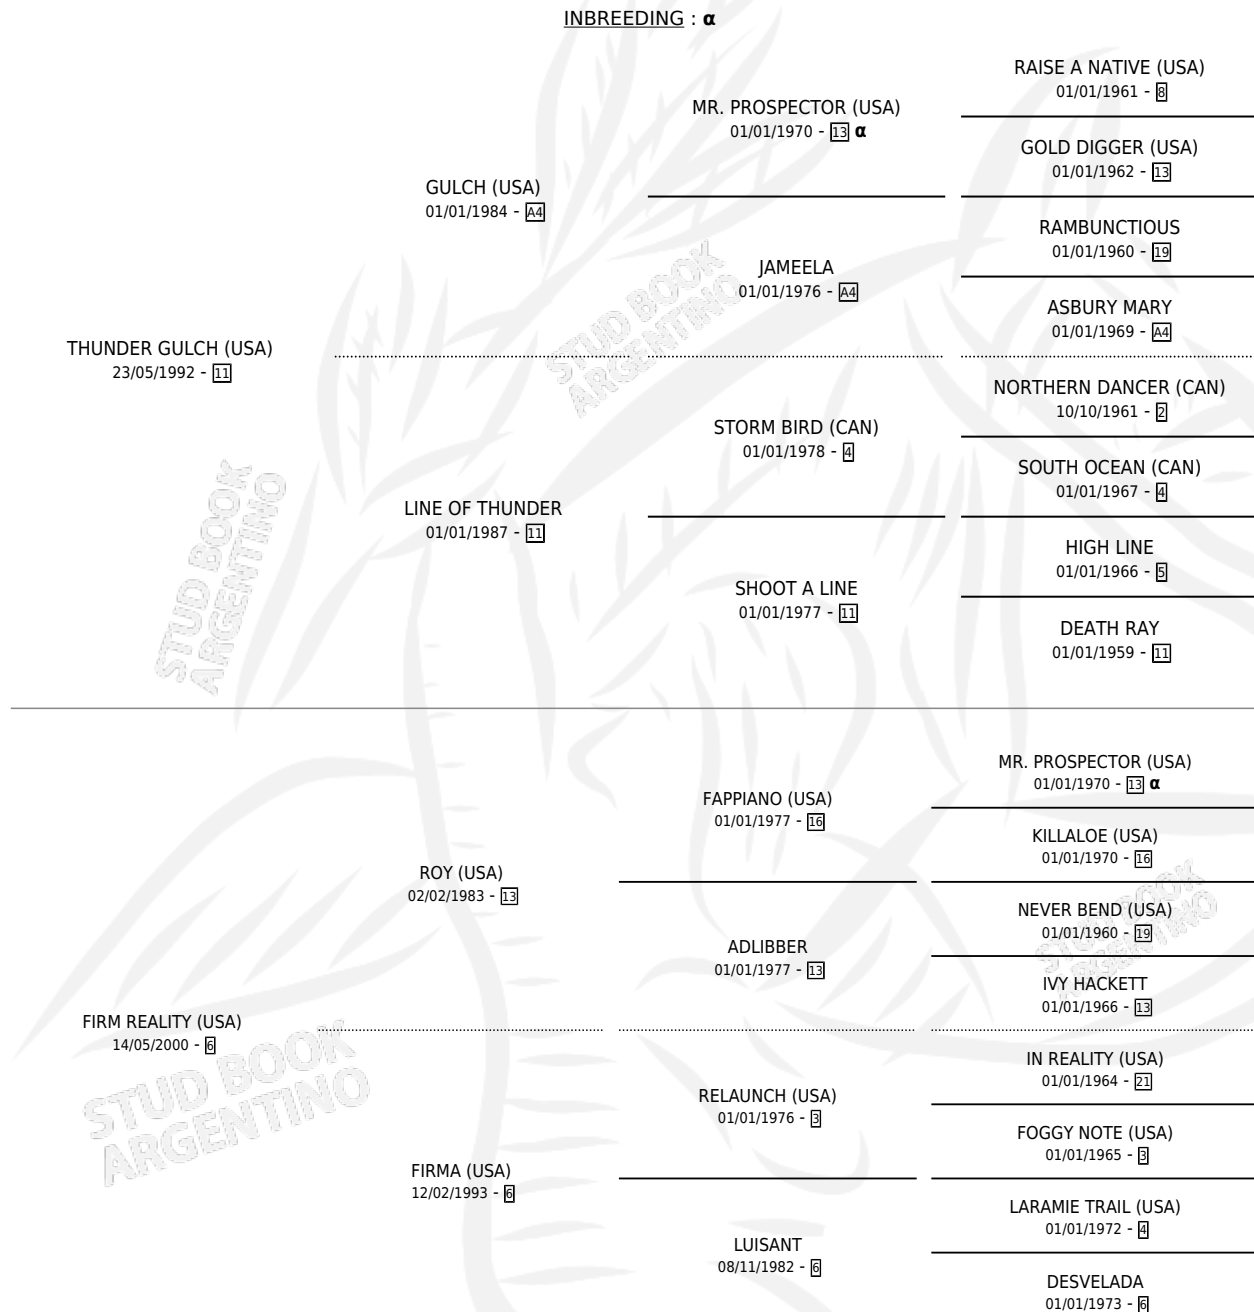 INBREEDING : α
RAISE A NATIVE (USA)
01/01/1961 - 8
MR. PROSPECTOR (USA)
01/01/1970 - 13 α
GOLD DIGGER (USA)
01/01/1962 - 13
GULCH (USA)
01/01/1984 - A4
RAMBUNCTIOUS
01/01/1960 - 19
JAMEELA
01/01/1976 - A4
ASBURY MARY
01/01/1969 - A4
THUNDER GULCH (USA)
23/05/1992 - 11
NORTHERN DANCER (CAN)
10/10/1961 - 2
STORM BIRD (CAN)
01/01/1978 - 4
SOUTH OCEAN (CAN)
01/01/1967 - 4
LINE OF THUNDER
01/01/1987 - 11
HIGH LINE
01/01/1966 - 5
SHOOT A LINE
01/01/1977 - 11
DEATH RAY
01/01/1959 - 11
MR. PROSPECTOR (USA)
01/01/1970 - 13 α
FAPPIANO (USA)
01/01/1977 - 16
KILLALOE (USA)
01/01/1970 - 16
ROY (USA)
02/02/1983 - 13
NEVER BEND (USA)
01/01/1960 - 19
ADLIBBER
01/01/1977 - 13
IVY HACKETT
01/01/1966 - 13
FIRM REALITY (USA)
14/05/2000 - 6
IN REALITY (USA)
01/01/1964 - 21
RELAUNCH (USA)
01/01/1976 - 3
FOGGY NOTE (USA)
01/01/1965 - 3
FIRMA (USA)
12/02/1993 - 6
LARAMIE TRAIL (USA)
01/01/1972 - 4
LUISANT
08/11/1982 - 6
DESVELADA
01/01/1973 - 6
STUD BOOK
ARGENTINO
STUD BOOK
ARGENTINO
STUD BOOK
ARGENTINO
STUD BOOK
ARGENTINO